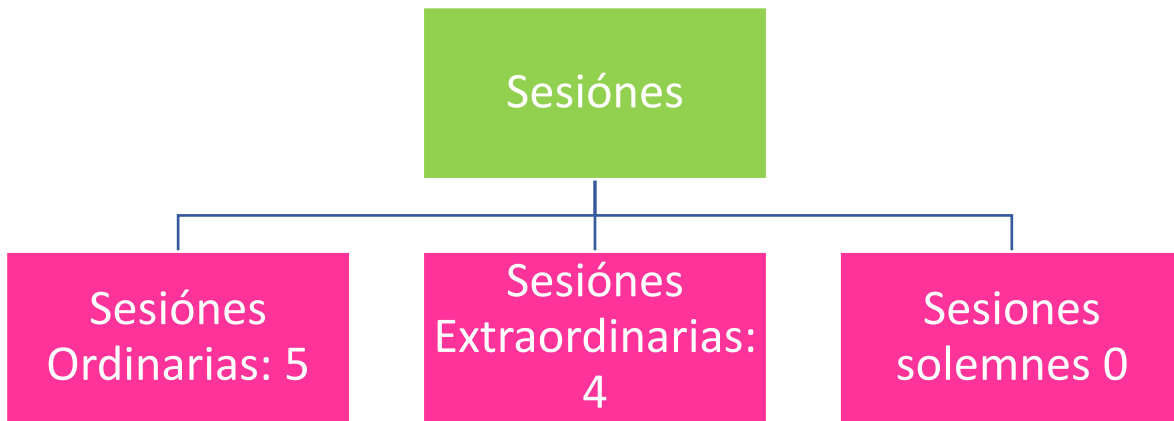 Sesiónes
Sesiónes
Ordinarias: 5
Sesiónes
Extraordinarias:
4
Sesiones
solemnes 0